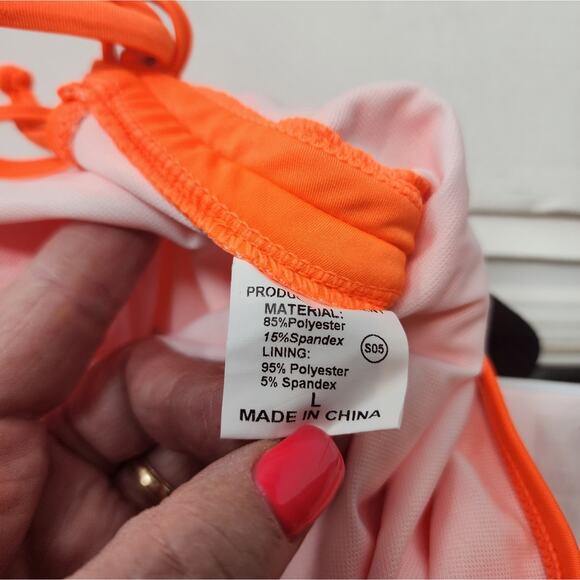 MATERIAL:
85%Polyester
15%Spandex
S05
LINING:
95% Polyester
5% Spandex
L
MADE IN CHINA